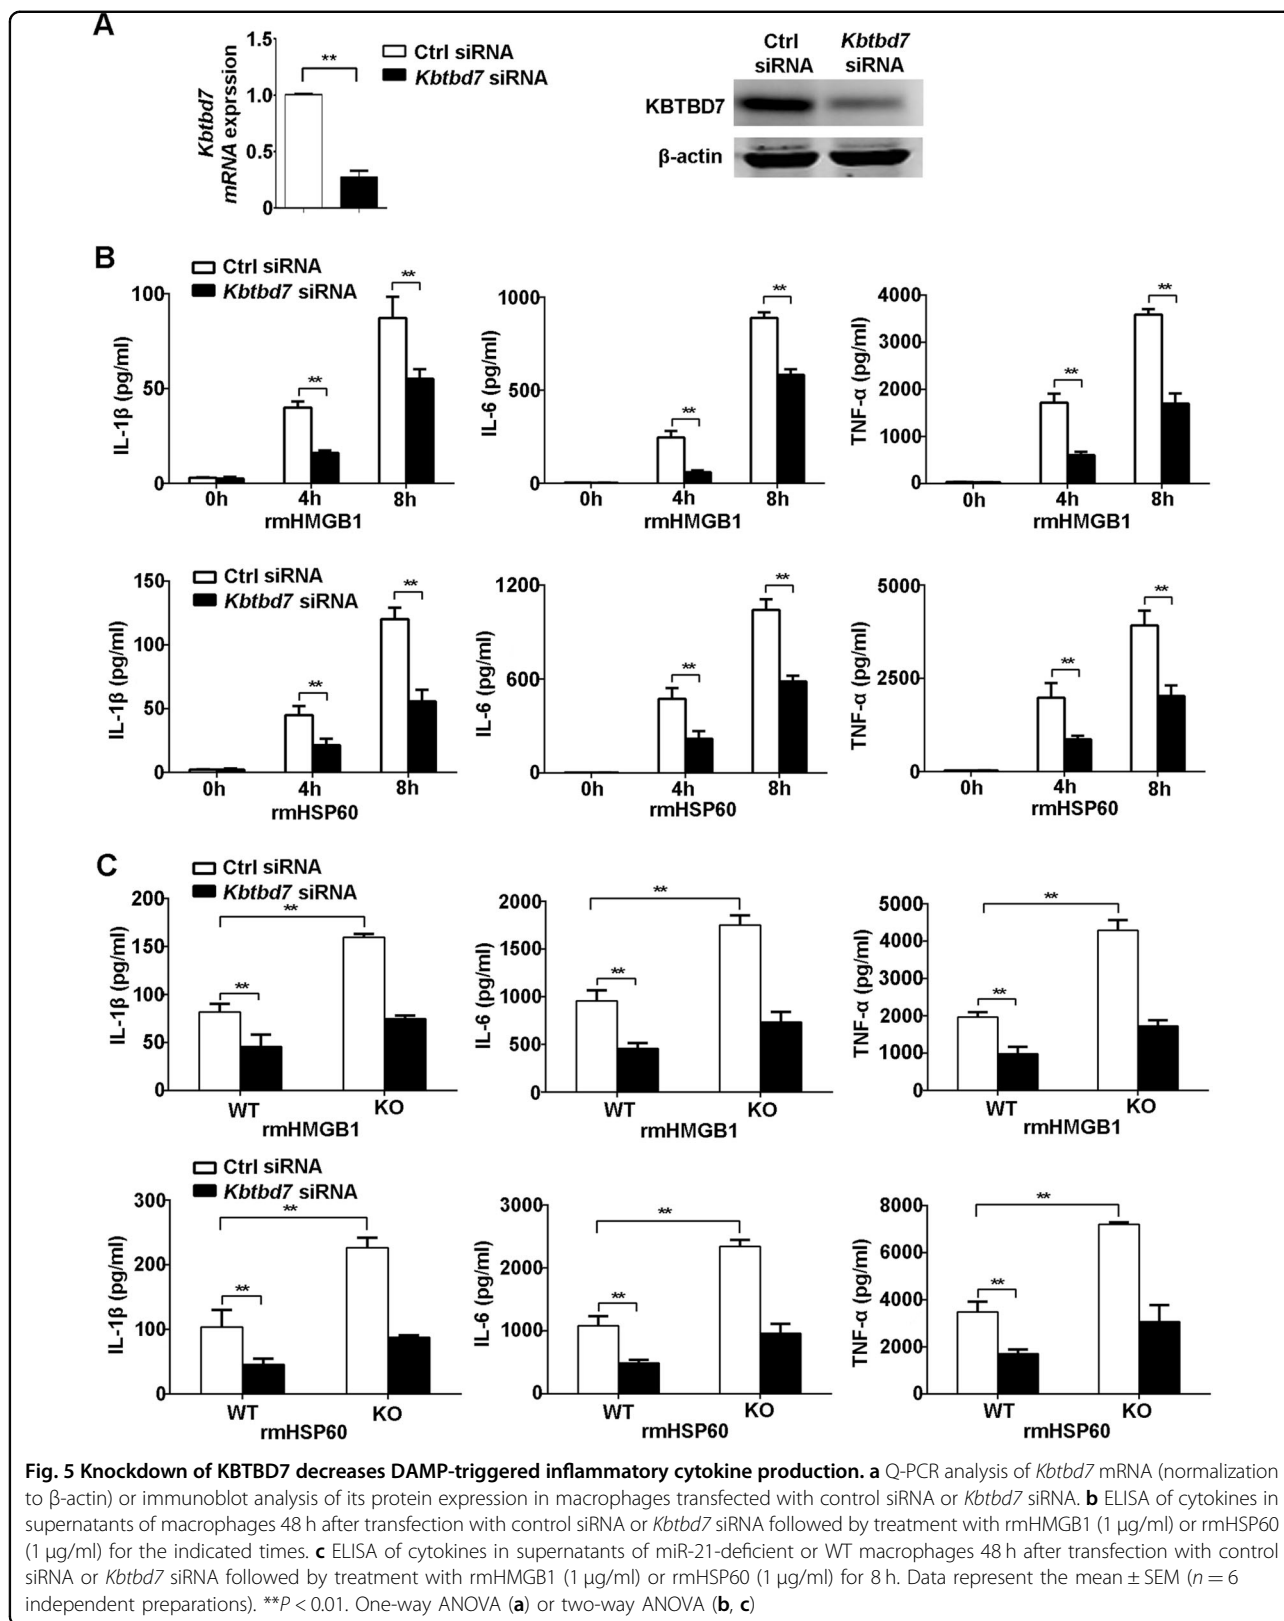 A
Kbtbd7
mRNA exprssion
1.5
1.0
0.5
0
**
Ctrl siRNA
Kbtbd7 siRNA
Ctrl siRNA
Kbtbd7 siRNA
KBTBD7
β-actin
B
Ctrl siRNA
Kbtbd7 siRNA
IL-1β (pg/ml)
100
50
0
**
**
0h 4h 8h
rmHMGB1
IL-6 (pg/ml)
1000
500
0
**
**
0h 4h 8h
rmHMGB1
TNF-α (pg/ml)
4000
3000
2000
1000
0
**
**
0h 4h 8h
rmHMGB1
Ctrl siRNA
Kbtbd7 siRNA
IL-1β (pg/ml)
150
100
50
0
**
**
0h 4h 8h
rmHSP60
IL-6 (pg/ml)
1200
600
0
**
**
0h 4h 8h
rmHSP60
TNF-α (pg/ml)
5000
2500
0
**
**
0h 4h 8h
rmHSP60
C
Ctrl siRNA
Kbtbd7 siRNA
IL-1β (pg/ml)
200
150
100
50
0
**
**
WT KO
rmHMGB1
IL-6 (pg/ml)
2000
1500
1000
500
0
**
**
WT KO
rmHMGB1
TNF-α (pg/ml)
5000
4000
3000
2000
1000
0
**
**
WT KO
rmHMGB1
Ctrl siRNA
Kbtbd7 siRNA
IL-1β (pg/ml)
300
200
100
0
**
**
WT KO
rmHSP60
IL-6 (pg/ml)
3000
2000
1000
0
**
**
WT KO
rmHSP60
TNF-α (pg/ml)
8000
6000
4000
2000
0
**
**
WT KO
rmHSP60
Fig. 5 Knockdown of KBTBD7 decreases DAMP-triggered inflammatory cytokine production. a Q-PCR analysis of Kbtbd7 mRNA (normalization
to β-actin) or immunoblot analysis of its protein expression in macrophages transfected with control siRNA or Kbtbd7 siRNA. b ELISA of cytokines in
supernatants of macrophages 48 h after transfection with control siRNA or Kbtbd7 siRNA followed by treatment with rmHMGB1 (1 μg/ml) or rmHSP60
(1 μg/ml) for the indicated times. c ELISA of cytokines in supernatants of miR-21-deficient or WT macrophages 48 h after transfection with control
siRNA or Kbtbd7 siRNA followed by treatment with rmHMGB1 (1 μg/ml) or rmHSP60 (1 μg/ml) for 8 h. Data represent the mean ± SEM (n = 6
independent preparations). **P < 0.01. One-way ANOVA (a) or two-way ANOVA (b, c)